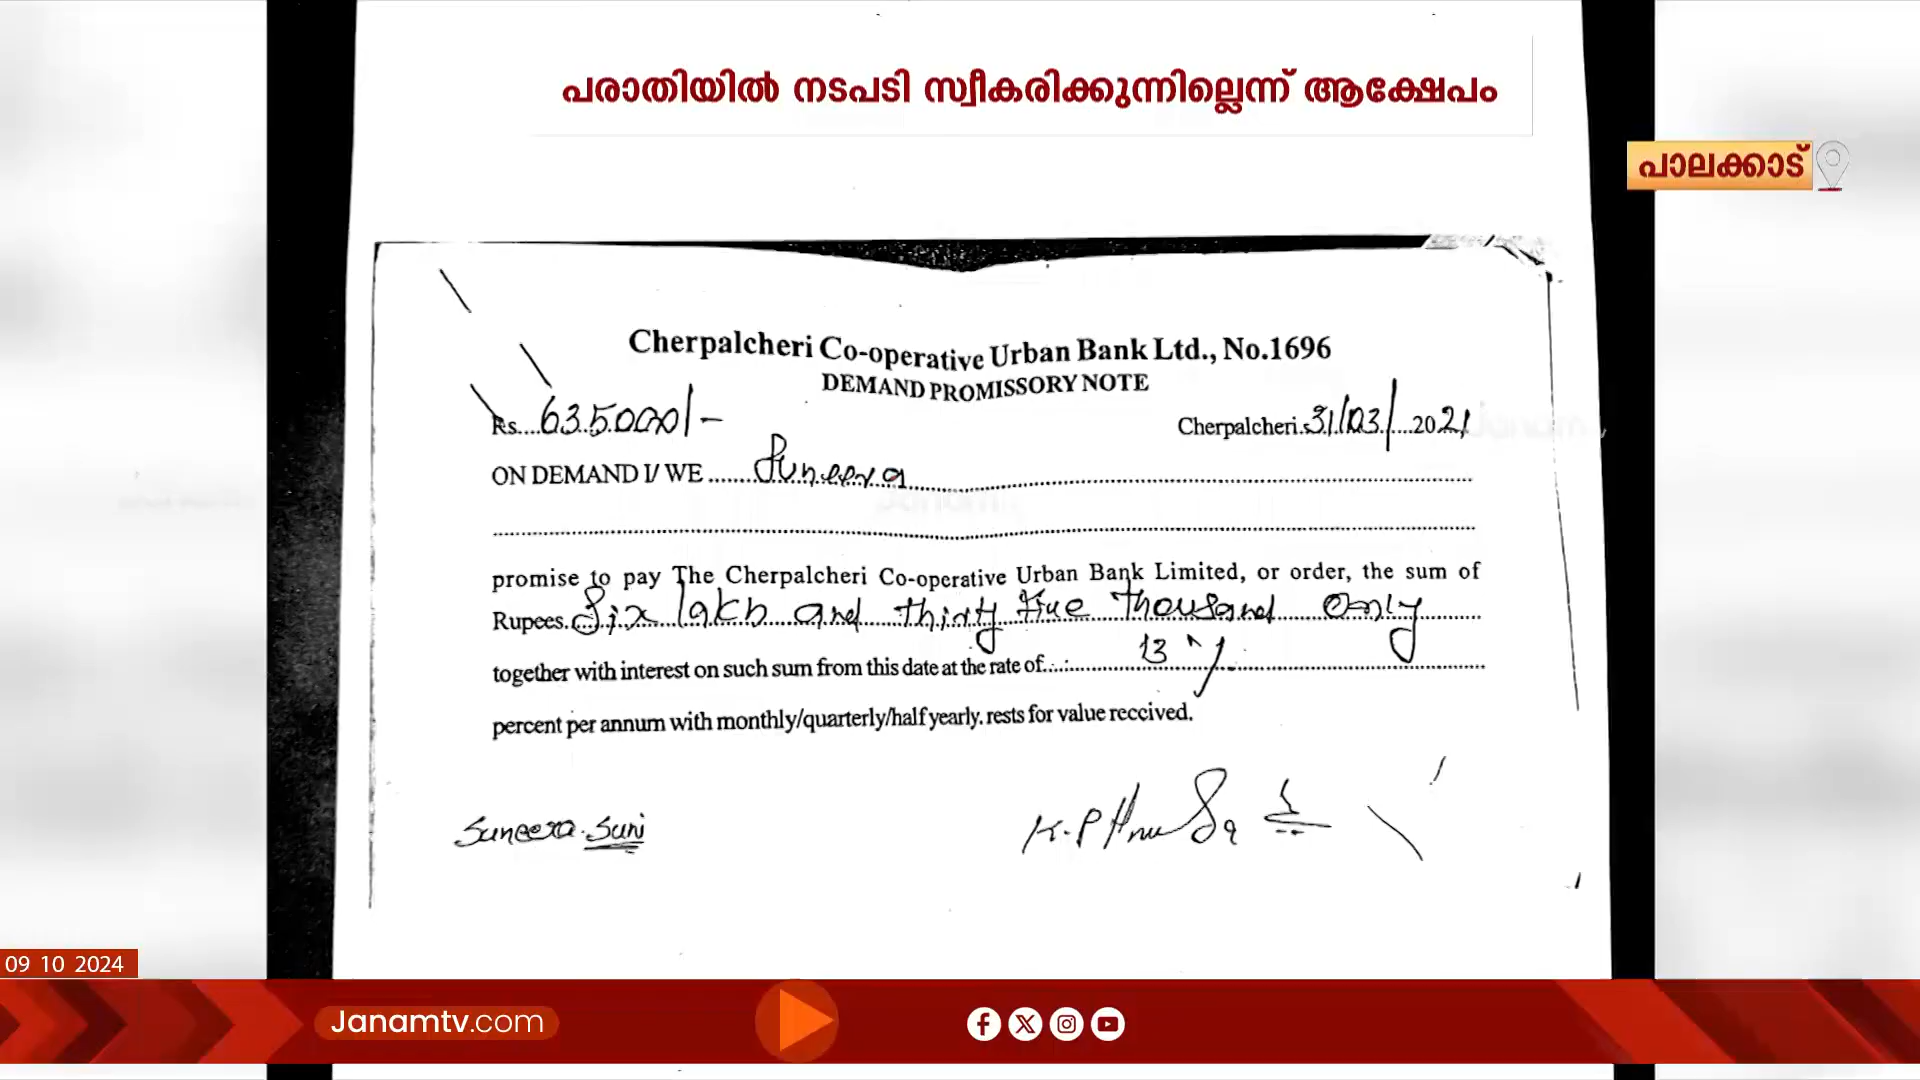 പരാതിയിൽ നടപടി സ്വീകരിക്കുന്നില്ലെന്ന് ആക്ഷേപം
പാലക്കാട്
Cherpalcheri Co-operative Urban Bank Ltd., No.1696
DEMAND PROMISSORY NOTE
Rs....635000/- Cherpalcheri.31/03/2021
ON DEMAND I/ WE ....... Suneera
promise to pay The Cherpalcheri Co-operative Urban Bank Limited, or order, the sum of
Rupees. Six lakh and thirty five thousand only
together with interest on such sum from this date at the rate of.... 13 %
percent per annum with monthly/quarterly/half yearly. rests for value received.
Suneera. Suni K.P
09 10 2024
Janamtv.com